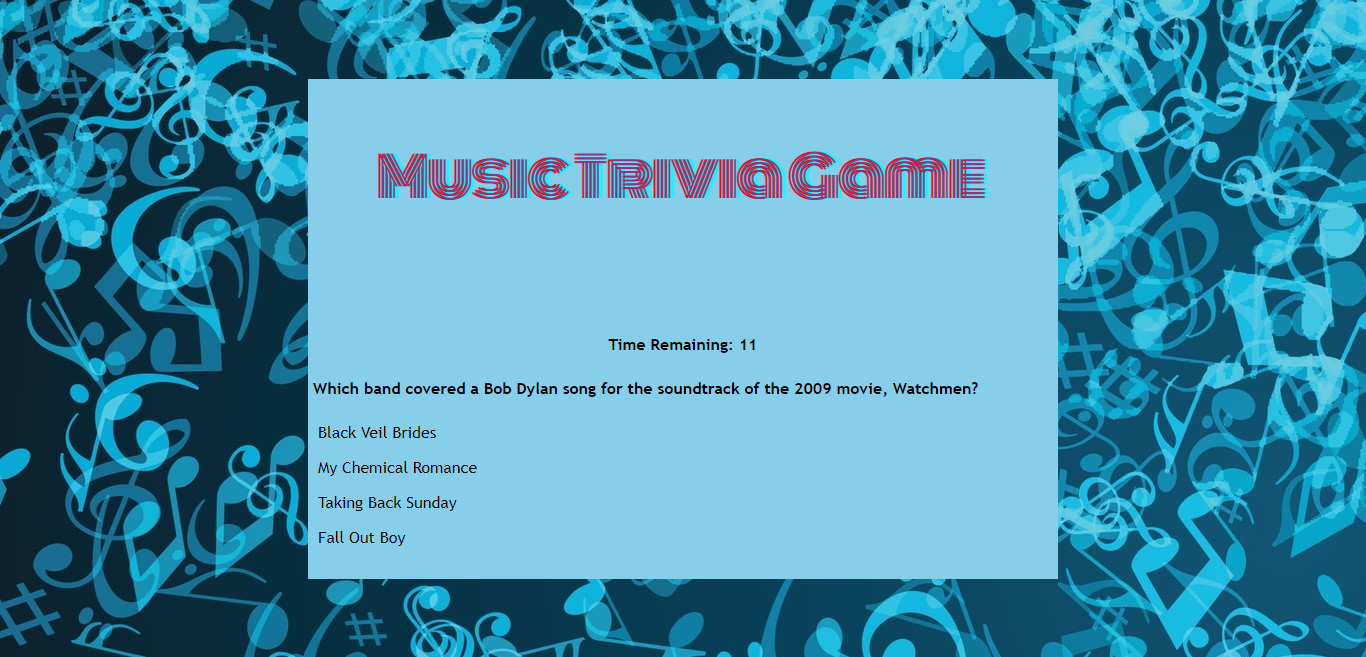 Music Trivia Game
Time Remaining: 11
Which band covered a Bob Dylan song for the soundtrack of the 2009 movie, Watchmen?
Black Veil Brides
My Chemical Romance
Taking Back Sunday
Fall Out Boy